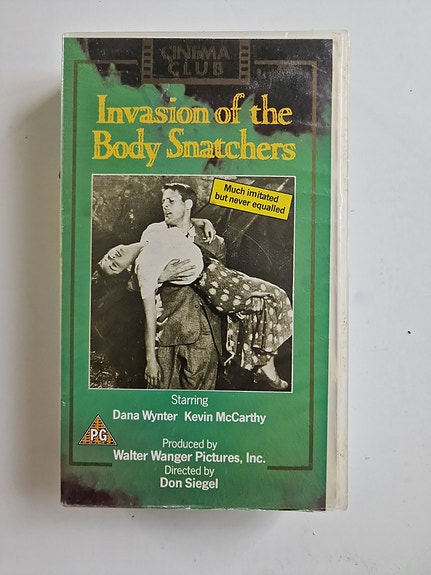 CINEMA
CLUB
Invasion of the
Body Snatchers
Much imitated
but never equalled
Starring
Dana Wynter Kevin McCarthy
PG
Produced by
Walter Wanger Pictures, Inc.
Directed by
Don Siegel